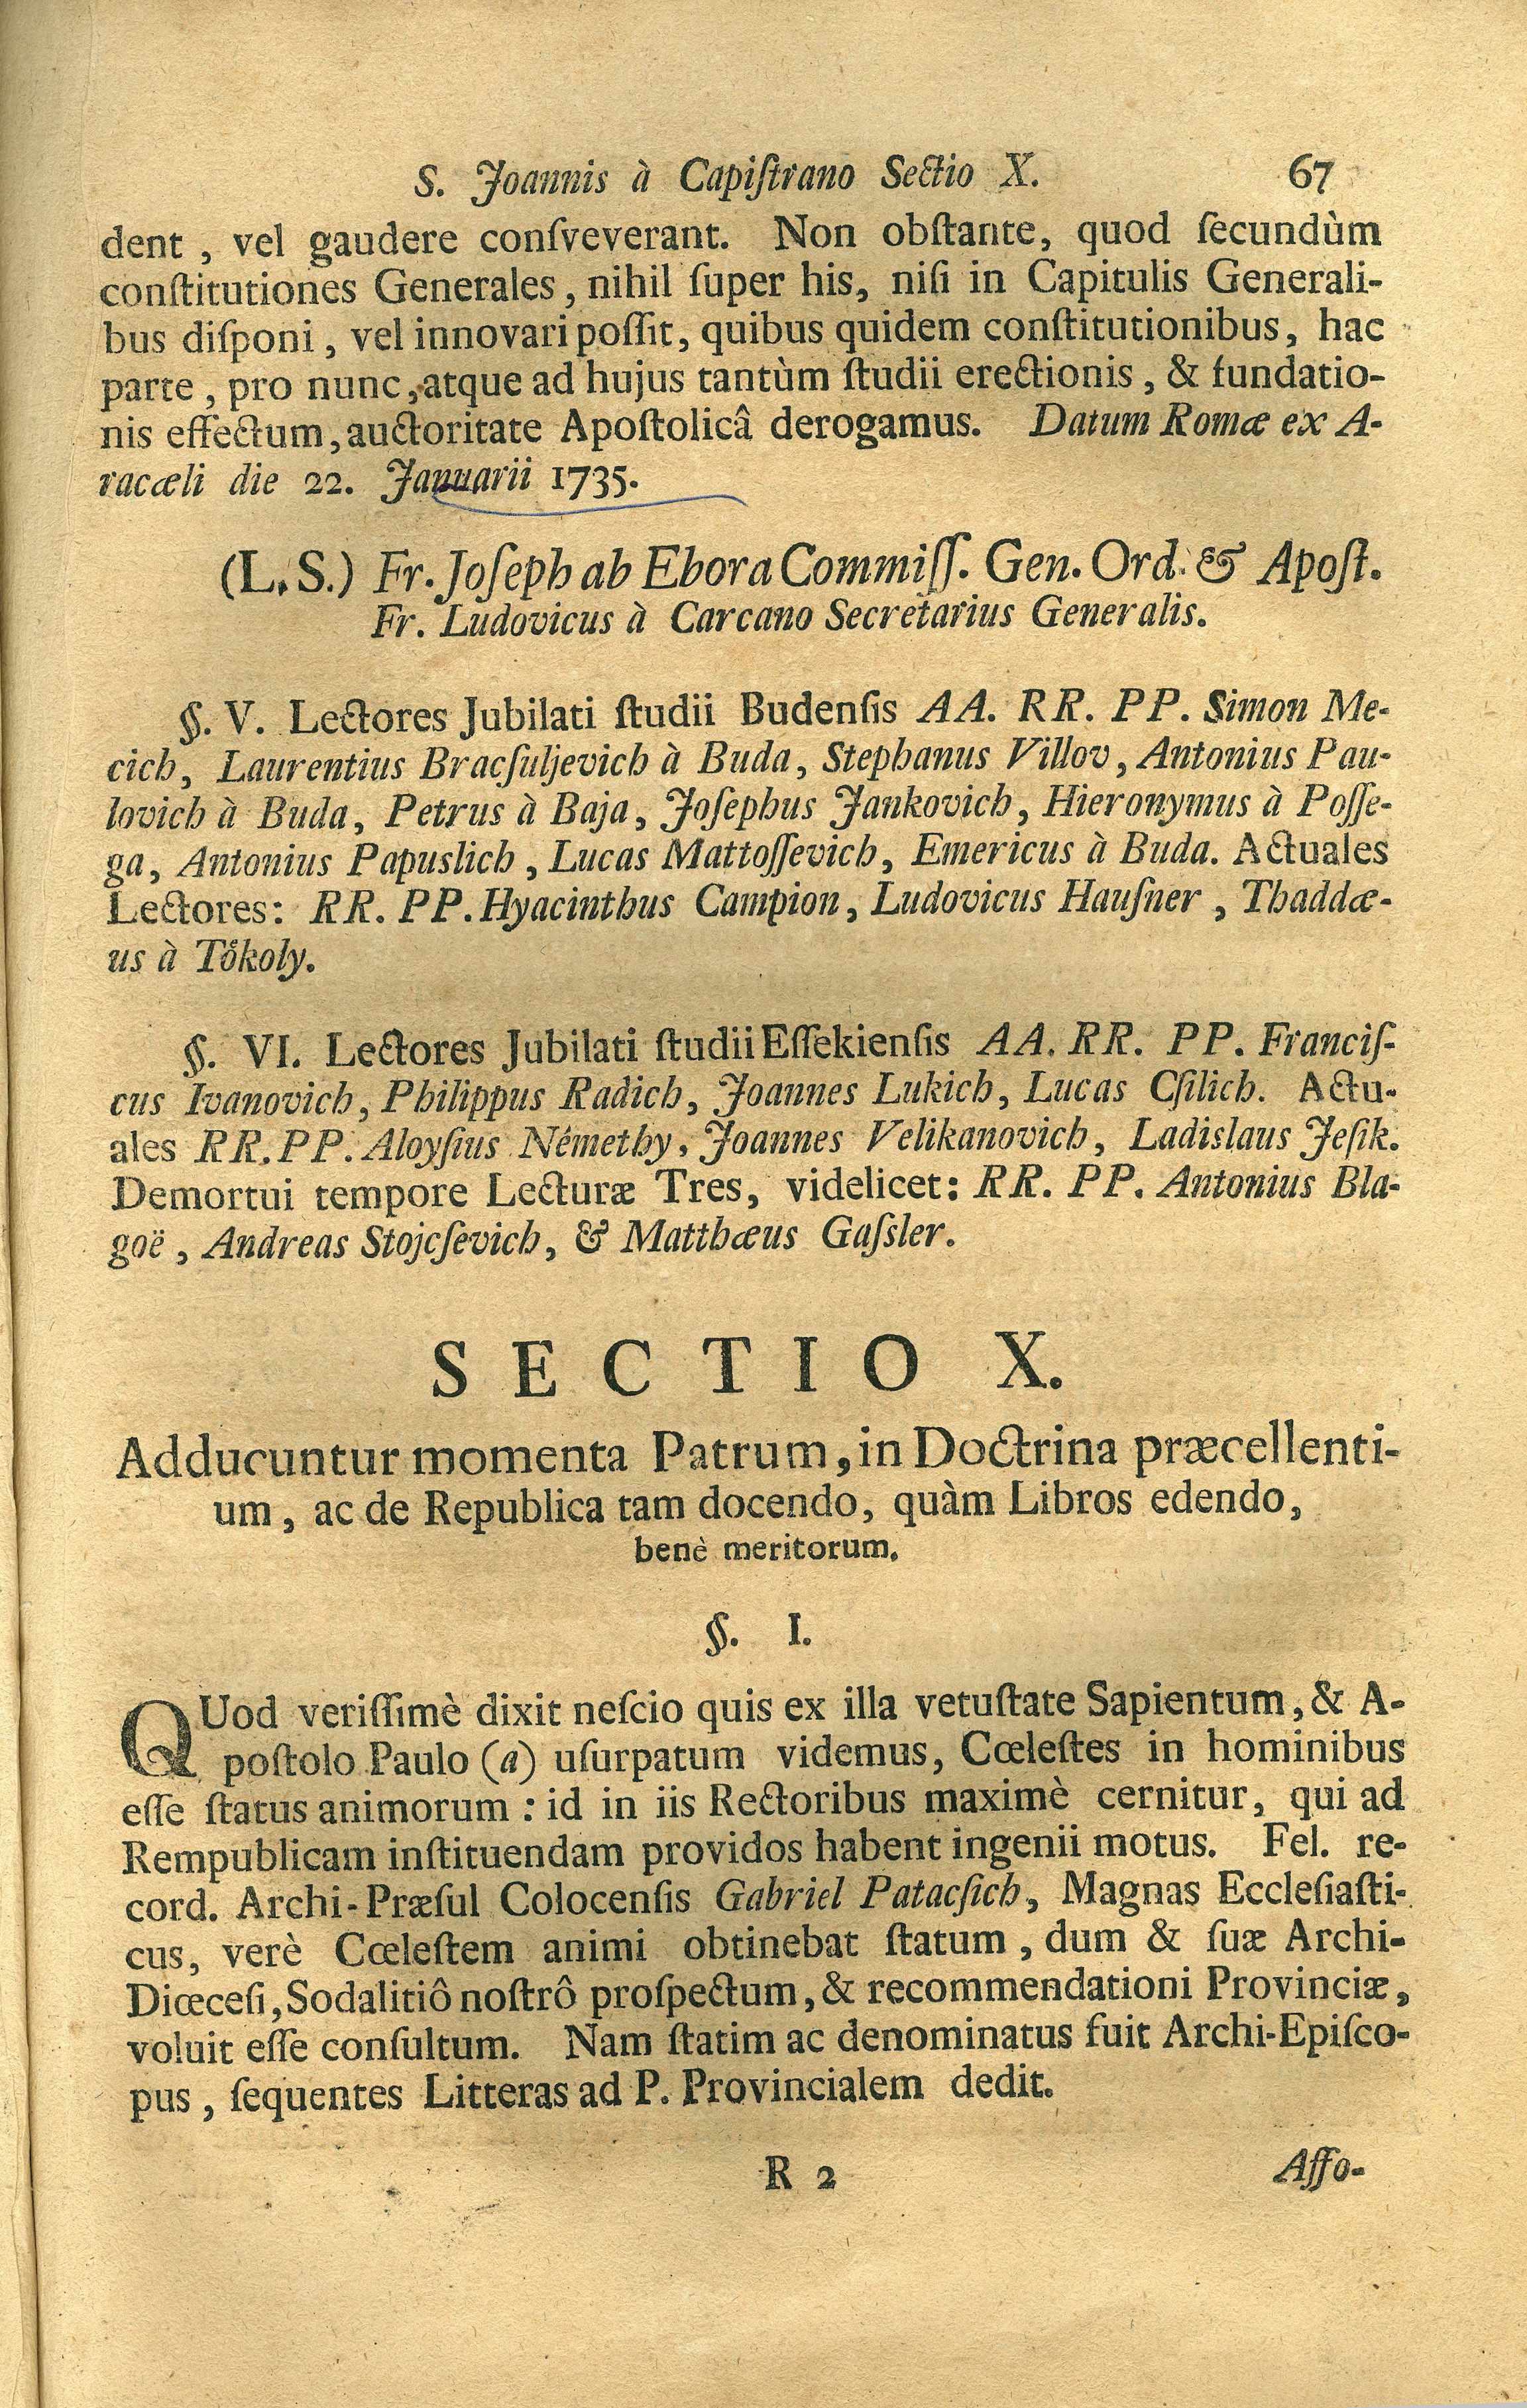 S. Joannis à Capiſtrano Sectio X. 67
dent , vel gaudere conſveverant. Non obſtante, quod ſecundùm
conſtitutiones Generales , nihil ſuper his, niſi in Capitulis Generali-
bus diſponi , vel innovari poſſit, quibus quidem conſtitutionibus, hac
parte , pro nunc, atque ad hujus tantùm ſtudii erectionis , & fundatio-
nis effectum, auctoritate Apoſtolicâ derogamus. Datum Romæ ex A-
racæli die 22. Januarii 1735.
(L. S.) Fr. Joſeph ab Ebora Commiſſ. Gen. Ord. & Apoſt.
Fr. Ludovicus à Carcano Secretarius Generalis.
§. V. Lectores Jubilati ſtudii Budenſis AA. RR. PP. Simon Me-
cich, Laurentius Bracſuljevich à Buda, Stephanus Villov, Antonius Pau-
lovich à Buda, Petrus à Baja, Joſephus Jankovich, Hieronymus à Poſſe-
ga, Antonius Papuslich , Lucas Mattoſſevich, Emericus à Buda. Actuales
Lectores: RR. PP. Hyacinthus Campion, Ludovicus Hauſner , Thaddæ-
us à Tököly.
§. VI. Lectores Jubilati ſtudii Eſſekienſis AA. RR. PP. Franciſ-
cus Ivanovich, Philippus Radich, Joannes Lukich, Lucas Cſilich. Actu-
ales RR. PP. Aloyſius Némethy, Joannes Velikanovich, Ladislaus Jeſik.
Demortui tempore Lecturæ Tres, videlicet: RR. PP. Antonius Bla-
goë , Andreas Stojcſevich, & Matthæus Gaſsler.
SECTIO X.
Adducuntur momenta Patrum, in Doctrina præcellenti-
um , ac de Republica tam docendo, quàm Libros edendo,
benè meritorum.
§. I.
QUod veriſſimè dixit neſcio quis ex illa vetuſtate Sapientum, & A-
poſtolo Paulo (a) uſurpatum videmus, Cœleſtes in hominibus
eſſe ſtatus animorum : id in iis Rectoribus maximè cernitur, qui ad
Rempublicam inſtituendam providos habent ingenii motus. Fel. re-
cord. Archi-Præſul Colocenſis Gabriel Patacſich, Magnas Eccleſiaſti-
cus, verè Cœleſtem animi obtinebat ſtatum , dum & ſuæ Archi-
Diœceſi, Sodalitiô noſtrô proſpectum, & recommendationi Provinciæ,
voluit eſſe conſultum. Nam ſtatim ac denominatus fuit Archi-Epiſco-
pus , ſequentes Litteras ad P. Provincialem dedit.
R 2 Aſſo-